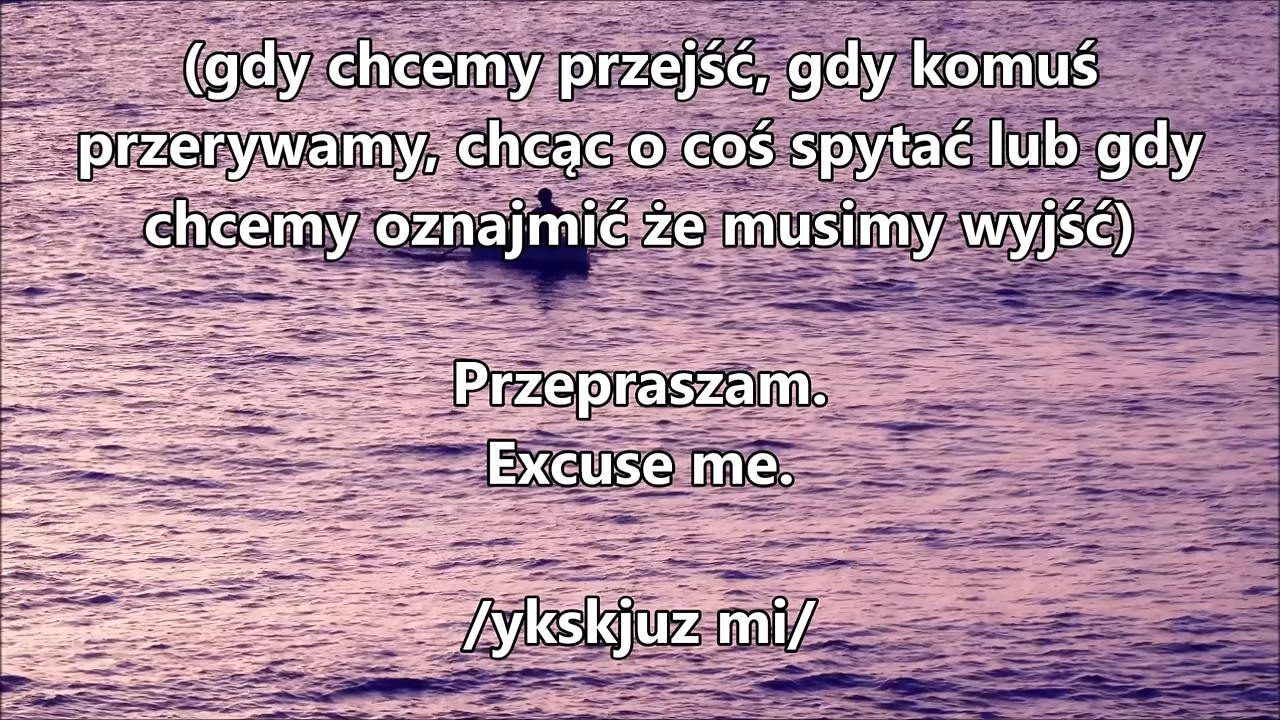 (gdy chcemy przejść, gdy komuś
przerywamy, chcąc o coś spytać lub gdy
chcemy oznajmić że musimy wyjść)
Przepraszam.
Excuse me.
/ykskjuz mi/